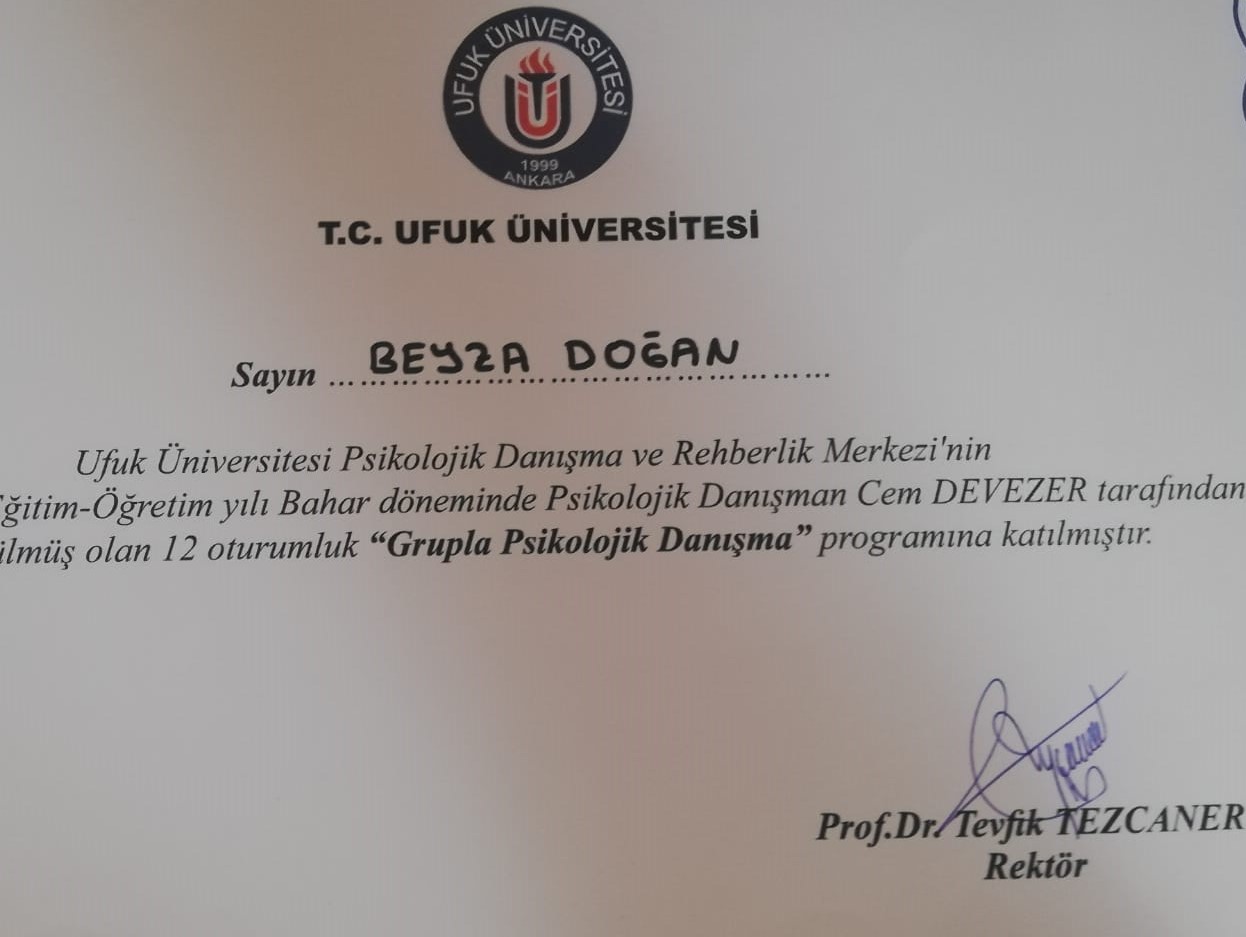 UFUK ÜNİVERSİTESİ
1999
ANKARA
T.C. UFUK ÜNİVERSİTESİ
Sayın ... BEYZA DOĞAN
Ufuk Üniversitesi Psikolojik Danışma ve Rehberlik Merkezi'nin
Eğitim-Öğretim yılı Bahar döneminde Psikolojik Danışman Cem DEVEZER tarafından
ilmüş olan 12 oturumluk “Grupla Psikolojik Danışma” programına katılmıştır.
Prof.Dr. Tevfik TEZCANER
Rektör